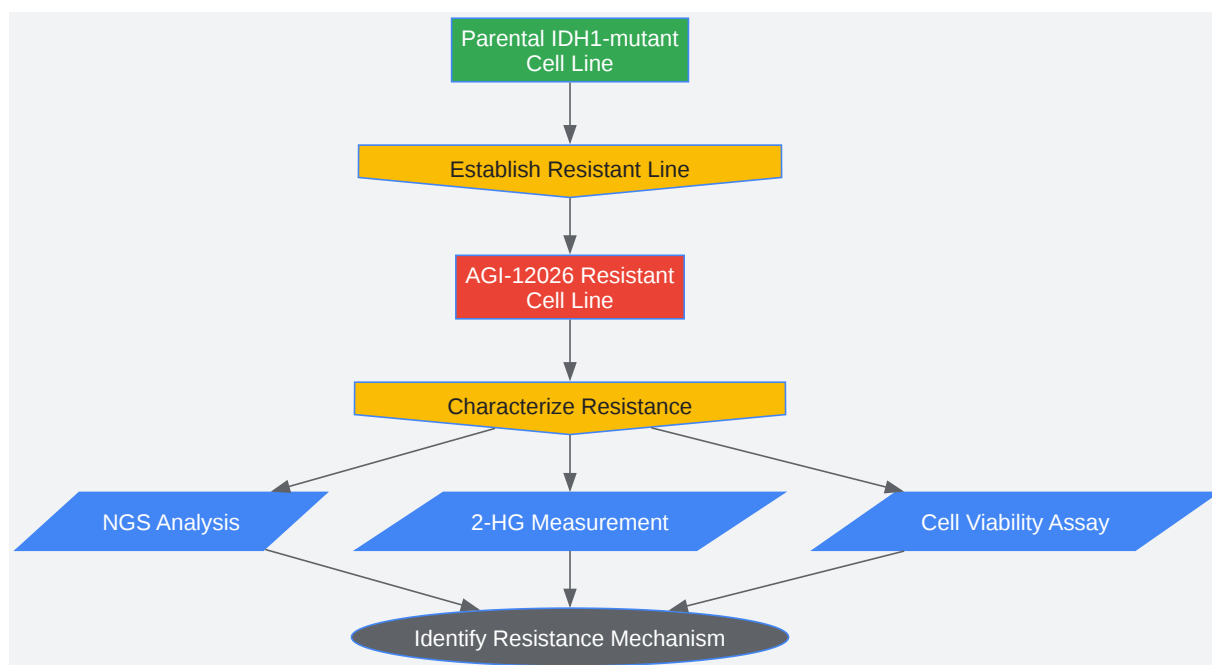 Parental IDH1-mutant
Cell Line
Establish Resistant Line
AGI-12026 Resistant
Cell Line
Characterize Resistance
NGS Analysis
2-HG Measurement
Cell Viability Assay
Identify Resistance Mechanism